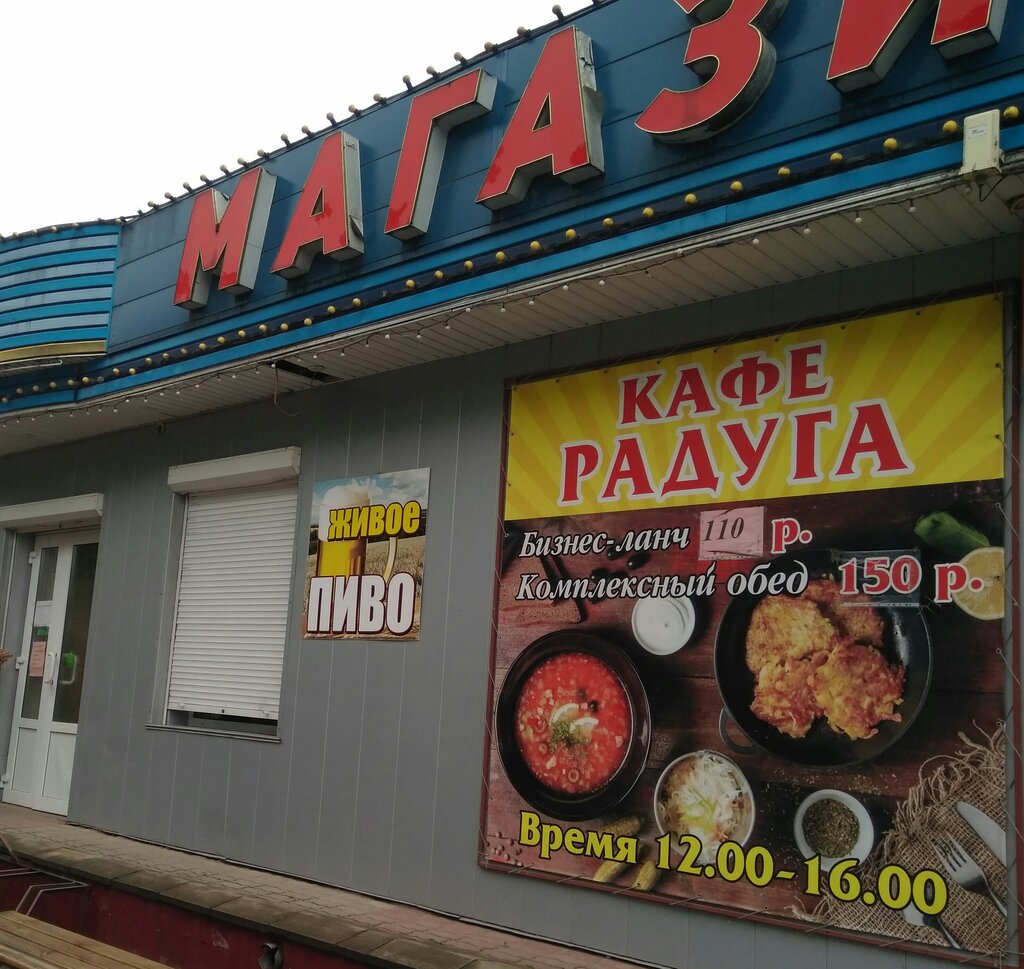 МАГАЗИ
КАФЕ
РАДУГА
Бизнес-ланч 110 р.
Комплексный обед 150 р.
ЖИВОЕ
ПИВО
Время 12.00-16.00